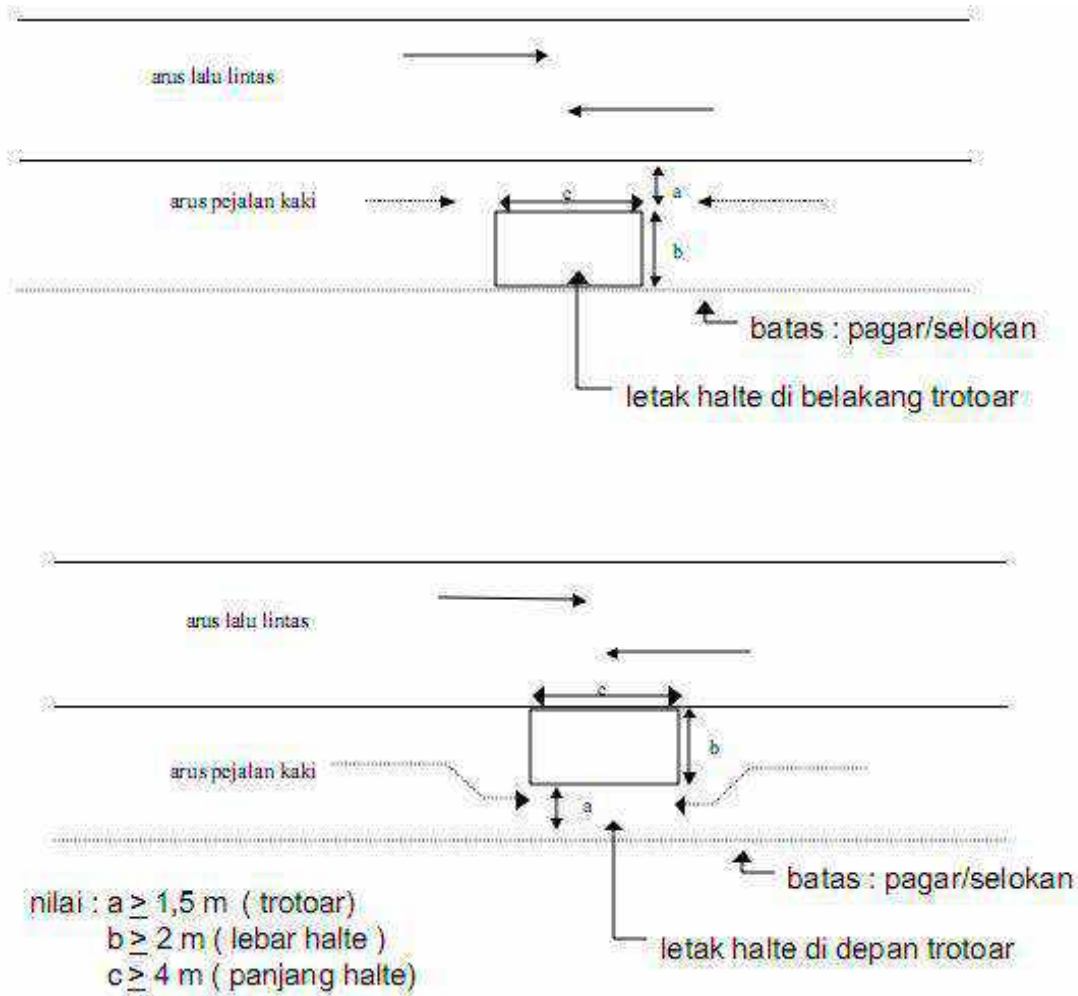 arus lalu lintas
c
a
arus pejalan kaki
b
batas : pagar/selokan
letak halte di belakang trotoar
arus lalu lintas
c
b
arus pejalan kaki
a
batas : pagar/selokan
nilai : a ≥ 1,5 m ( trotoar)
b ≥ 2 m ( lebar halte )
letak halte di depan trotoar
c ≥ 4 m ( panjang halte)